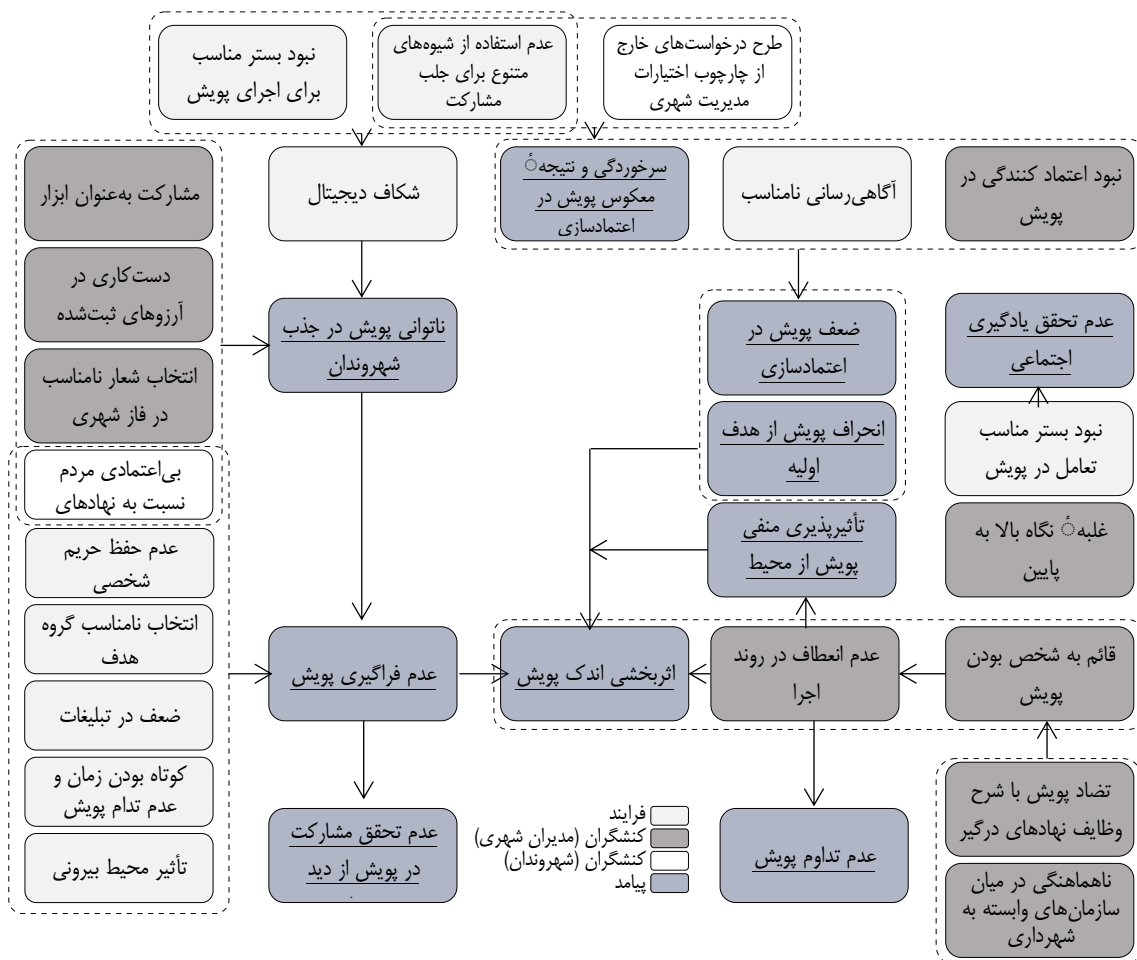 طرح درخواست‌های خارج
از چارچوب اختیارات
مدیریت شهری
عدم استفاده از شیوه‌های
متنوع برای جلب
مشارکت
نبود بستر مناسب
برای اجرای پویش
نبود اعتماد کنندگی در
پویش
آگاهی‌رسانی نامناسب
سرخوردگی و نتیجهٔ
معکوس پویش در
اعتمادسازی
شکاف دیجیتال
مشارکت به‌عنوان ابزار
دست‌کاری در
آرزوهای ثبت‌شده
انتخاب شعار نامناسب
در فاز شهری
بی‌اعتمادی مردم
نسبت به نهادهای
عدم حفظ حریم
شخصی
انتخاب نامناسب گروه
هدف
ضعف در تبلیغات
کوتاه بودن زمان و
عدم تدام پویش
تأثیر محیط بیرونی
ناتوانی پویش در جذب
شهروندان
ضعف پویش در
اعتمادسازی
انحراف پویش از هدف
اولیه
تأثیرپذیری منفی
پویش از محیط
عدم تحقق یادگیری
اجتماعی
نبود بستر مناسب
تعامل در پویش
غلبهٔ نگاه بالا به
پایین
قائم به شخص بودن
پویش
عدم انعطاف در روند
اجرا
اثربخشی اندک پویش
عدم فراگیری پویش
تضاد پویش با شرح
وظایف نهادهای درگیر
ناهماهنگی در میان
سازمان‌های وابسته به
شهرداری
عدم تداوم پویش
عدم تحقق مشارکت
در پویش از دید
فرایند
کنشگران (مدیران شهری)
کنشگران (شهروندان)
پیامد